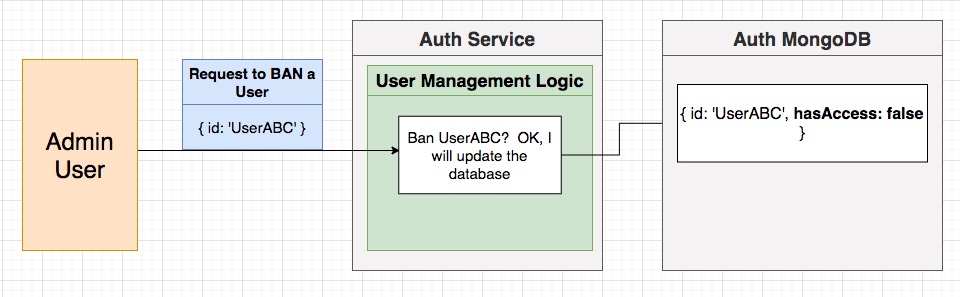 Admin
User
Request to BAN a
User
{ id: 'UserABC' }
Auth Service
User Management Logic
Ban UserABC?  OK, I
will update the
database
Auth MongoDB
{ id: 'UserABC', hasAccess: false
}